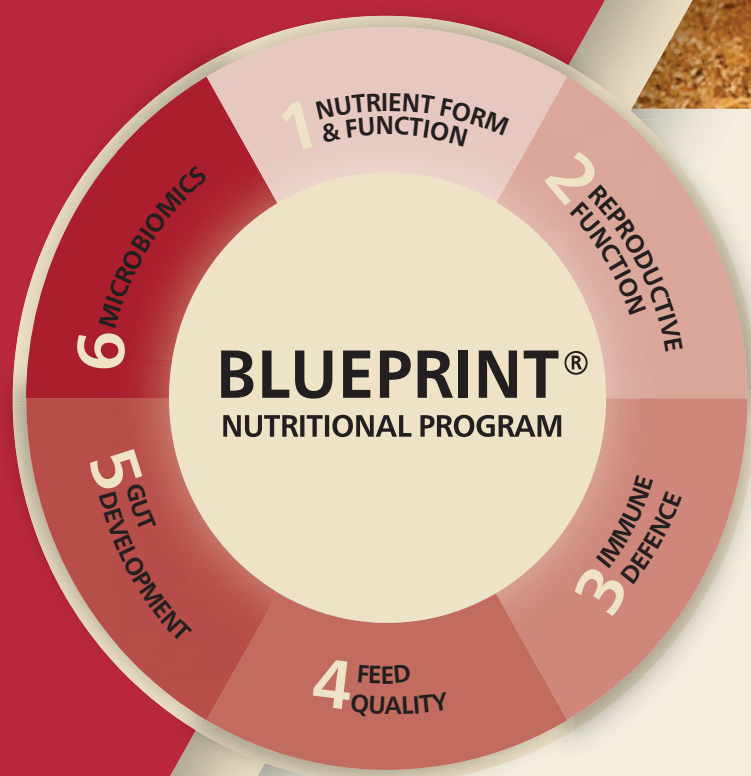 1 NUTRIENT FORM
& FUNCTION
2 REPRODUCTIVE
FUNCTION
3 IMMUNE
DEFENCE
4 FEED
QUALITY
5 GUT
DEVELOPMENT
6 MICROBIOMICS
BLUEPRINT®
NUTRITIONAL PROGRAM